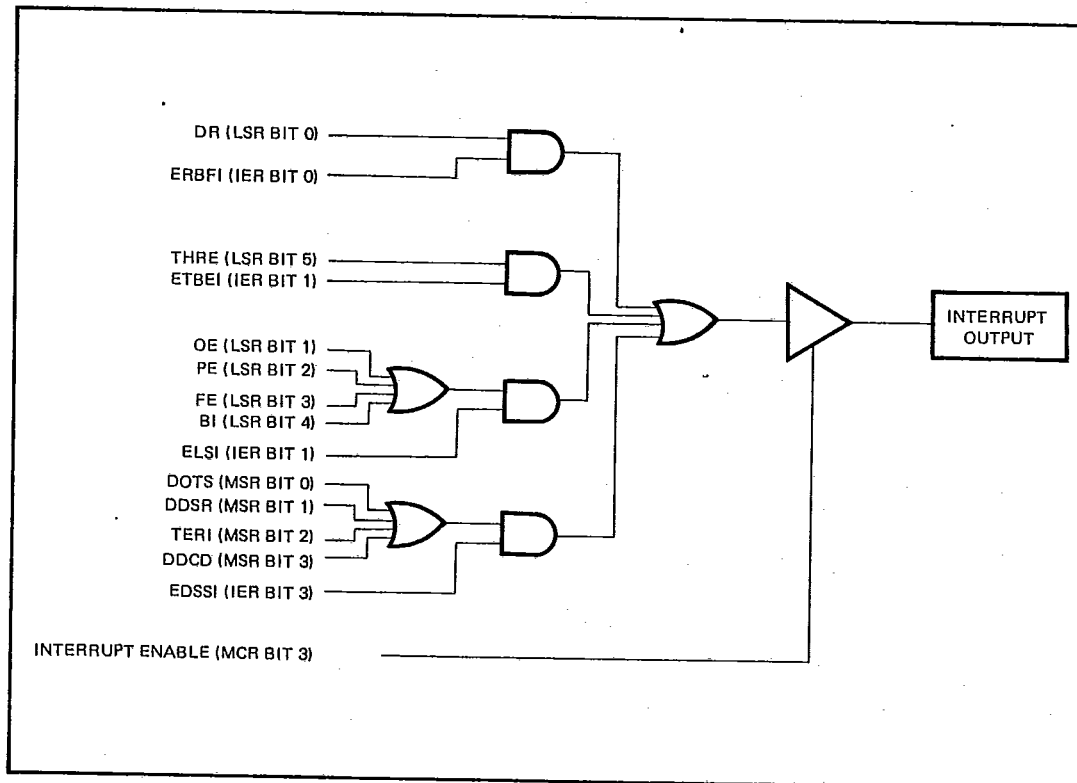 DR (LSR BIT 0)
ERBFI (IER BIT 0)
THRE (LSR BIT 5)
ETBEI (IER BIT 1)
OE (LSR BIT 1)
PE (LSR BIT 2)
FE (LSR BIT 3)
BI (LSR BIT 4)
ELSI (IER BIT 1)
DOTS (MSR BIT 0)
DDSR (MSR BIT 1)
TERI (MSR BIT 2)
DDCD (MSR BIT 3)
EDSSI (IER BIT 3)
INTERRUPT ENABLE (MCR BIT 3)
INTERRUPT
OUTPUT